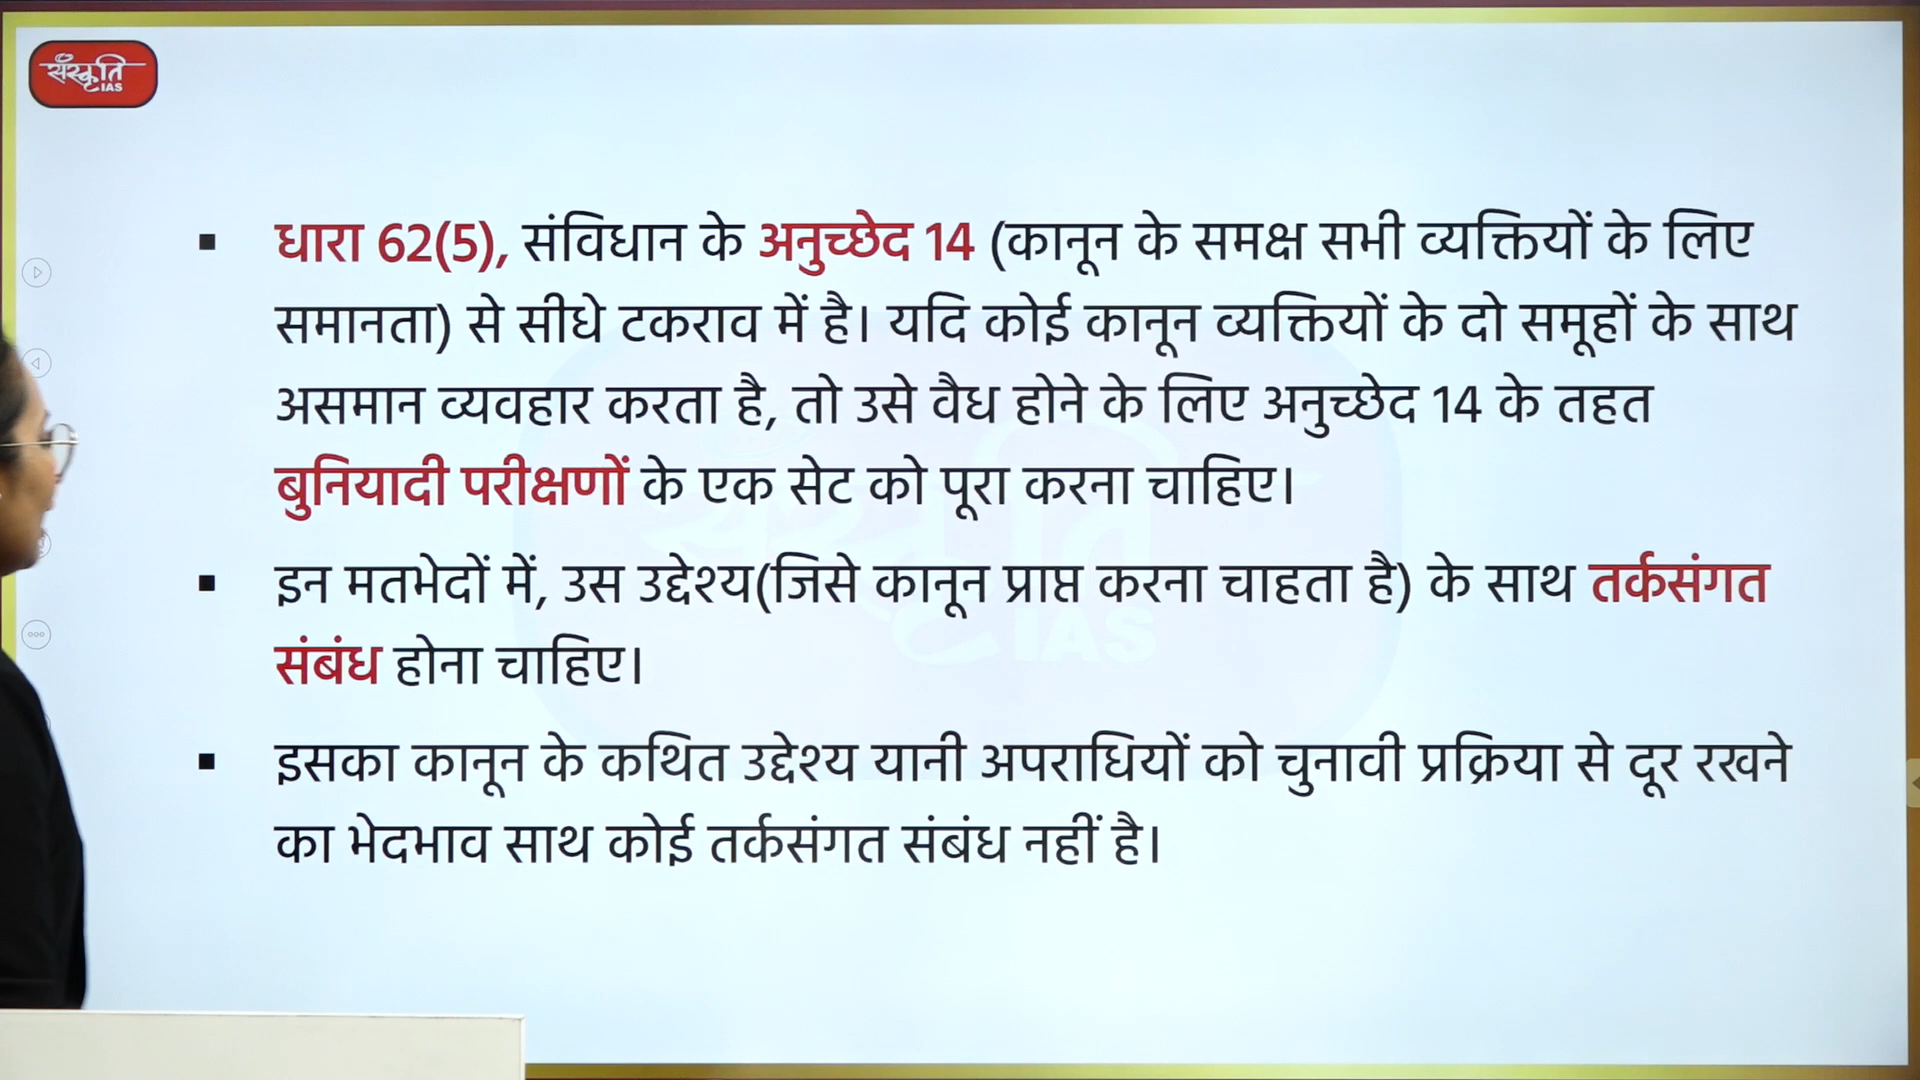 संस्कृति
IAS
▪ धारा 62(5), संविधान के अनुच्छेद 14 (कानून के समक्ष सभी व्यक्तियों के लिए
समानता) से सीधे टकराव में है। यदि कोई कानून व्यक्तियों के दो समूहों के साथ
असमान व्यवहार करता है, तो उसे वैध होने के लिए अनुच्छेद 14 के तहत
बुनियादी परीक्षणों के एक सेट को पूरा करना चाहिए।
▪ इन मतभेदों में, उस उद्देश्य(जिसे कानून प्राप्त करना चाहता है) के साथ तर्कसंगत
संबंध होना चाहिए।
▪ इसका कानून के कथित उद्देश्य यानी अपराधियों को चुनावी प्रक्रिया से दूर रखने
का भेदभाव साथ कोई तर्कसंगत संबंध नहीं है।